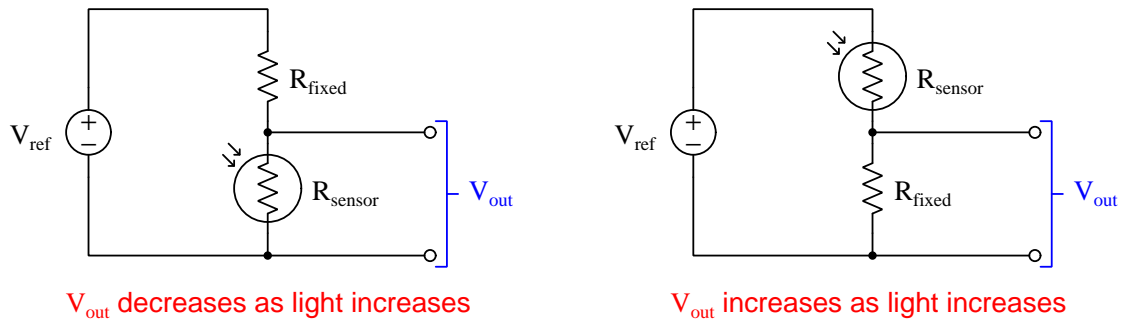 R_fixed
V_ref
+
−
R_sensor
V_out
V_out decreases as light increases
R_sensor
V_ref
+
−
R_fixed
V_out
V_out increases as light increases